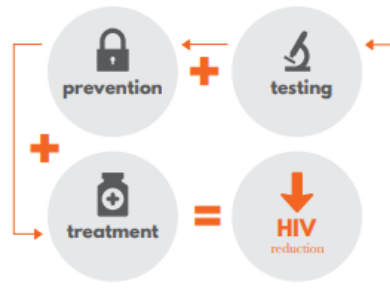 prevention
+
testing
+
treatment
=
HIV
reduction